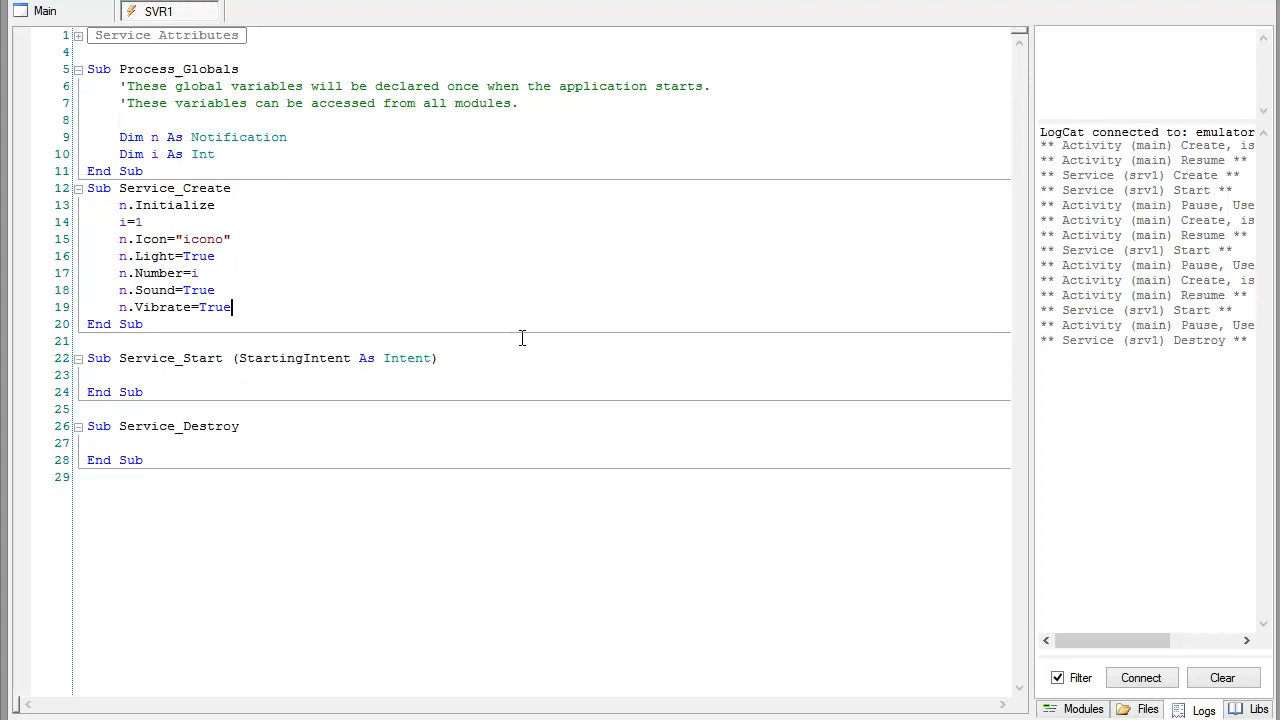 Main
SVR1
1 Service Attributes
4
5 Sub Process_Globals
6 'These global variables will be declared once when the application starts.
7 'These variables can be accessed from all modules.
8
9 Dim n As Notification
10 Dim i As Int
11 End Sub
12 Sub Service_Create
13 n.Initialize
14 i=1
15 n.Icon="icono"
16 n.Light=True
17 n.Number=i
18 n.Sound=True
19 n.Vibrate=True
20 End Sub
21
22 Sub Service_Start (StartingIntent As Intent)
23
24 End Sub
25
26 Sub Service_Destroy
27
28 End Sub
29
LogCat connected to: emulator
** Activity (main) Create, is
** Activity (main) Resume **
** Service (srv1) Create **
** Service (srv1) Start **
** Activity (main) Pause, Use
** Activity (main) Create, is
** Activity (main) Resume **
** Service (srv1) Start **
** Activity (main) Pause, Use
** Activity (main) Create, is
** Activity (main) Resume **
** Service (srv1) Start **
** Activity (main) Pause, Use
** Service (srv1) Destroy **
Filter
Connect
Clear
Modules
Files
Logs
Libs